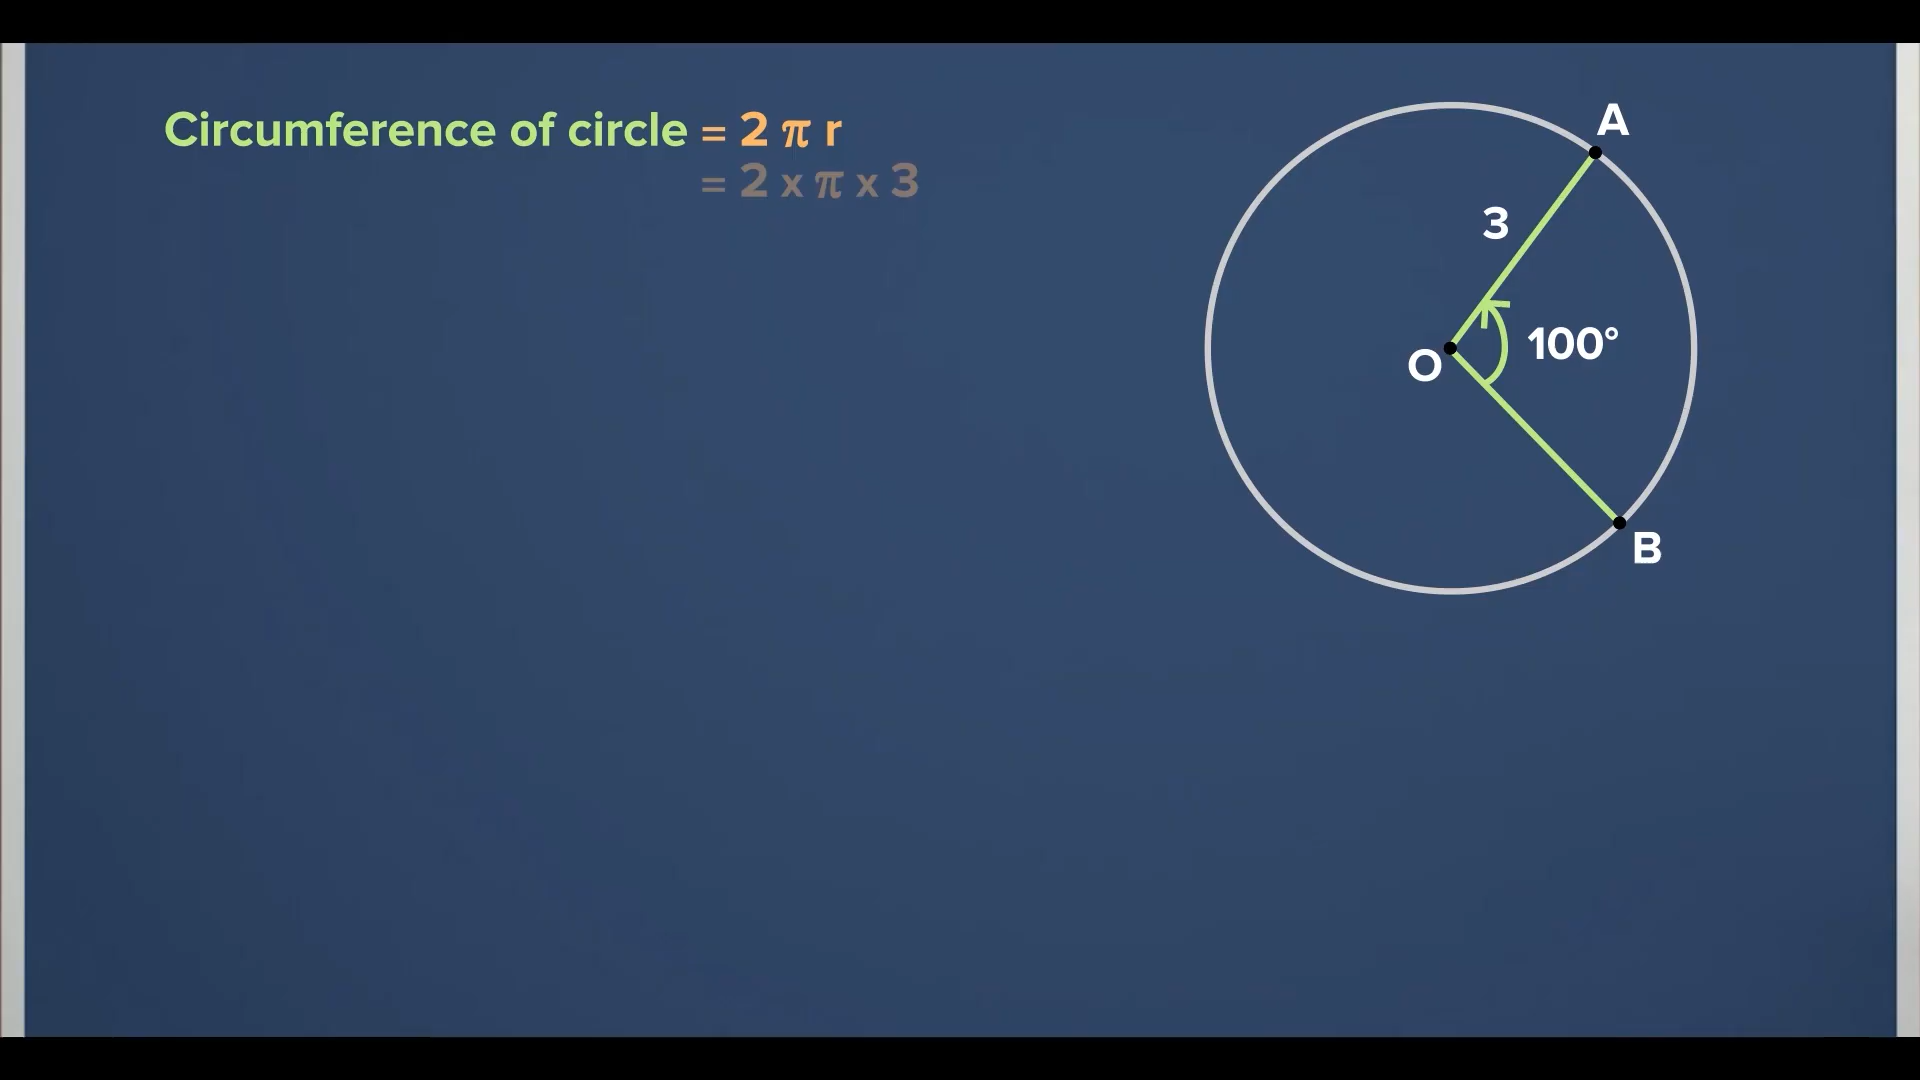 Circumference of circle = 2 π r
= 2 x π x 3
A
3
100°
O
B